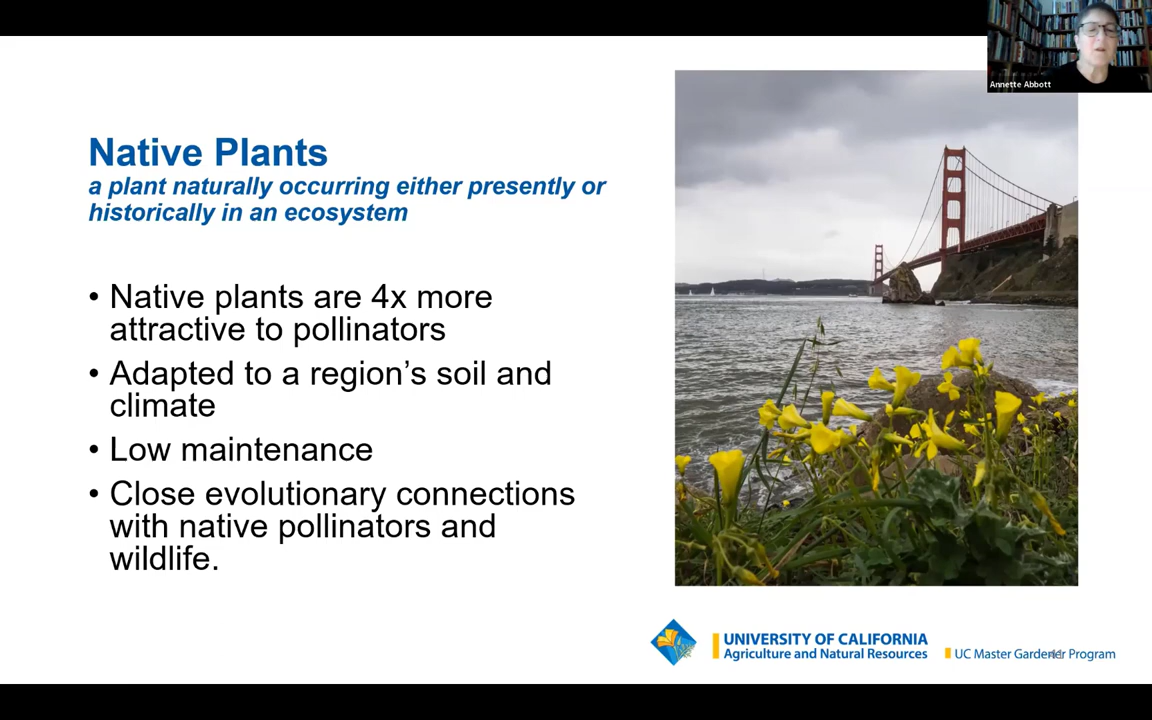 Annette Abbott
Native Plants
a plant naturally occurring either presently or
historically in an ecosystem
• Native plants are 4x more
attractive to pollinators
• Adapted to a region's soil and
climate
• Low maintenance
• Close evolutionary connections
with native pollinators and
wildlife.
UNIVERSITY OF CALIFORNIA
Agriculture and Natural Resources
UC Master Gardener Program